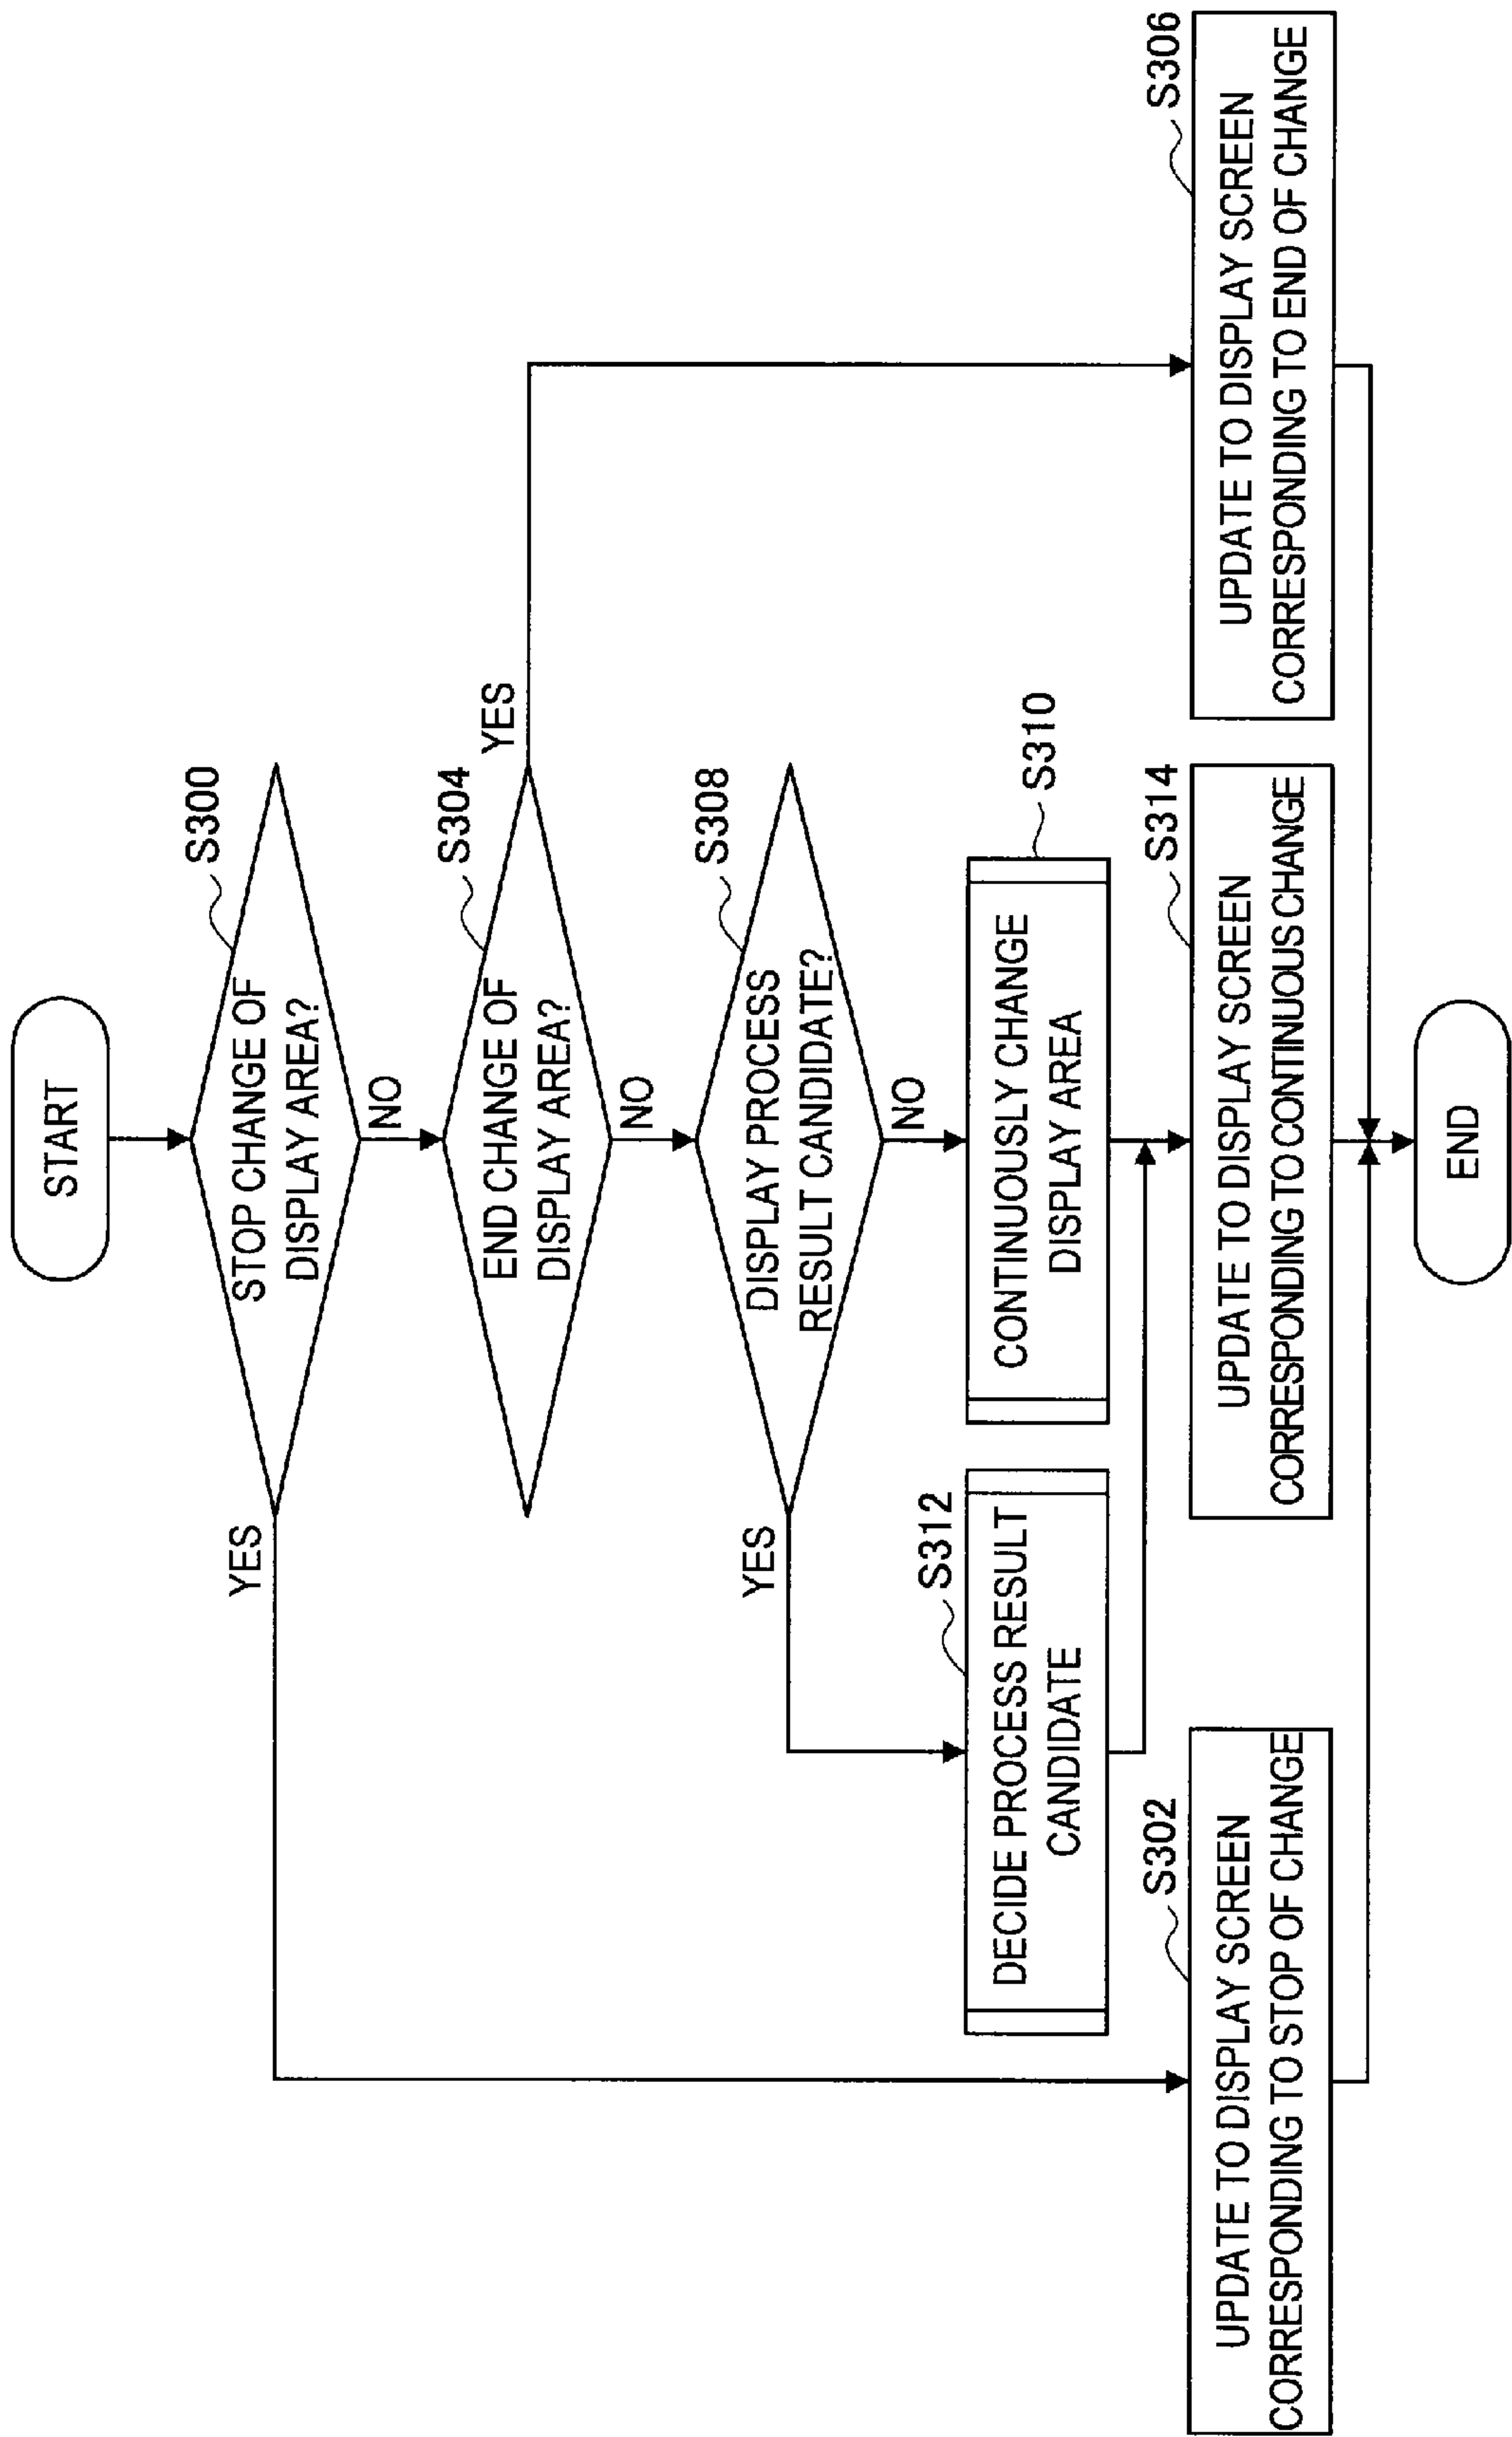 START
S300
STOP CHANGE OF
DISPLAY AREA?
YES
NO
S304
END CHANGE OF
DISPLAY AREA?
YES
NO
S308
DISPLAY PROCESS
RESULT CANDIDATE?
YES
NO
S312
DECIDE PROCESS RESULT
CANDIDATE
S310
CONTINUOUSLY CHANGE
DISPLAY AREA
S302
UPDATE TO DISPLAY SCREEN
CORRESPONDING TO STOP OF CHANGE
S314
UPDATE TO DISPLAY SCREEN
CORRESPONDING TO CONTINUOUS CHANGE
S306
UPDATE TO DISPLAY SCREEN
CORRESPONDING TO END OF CHANGE
END